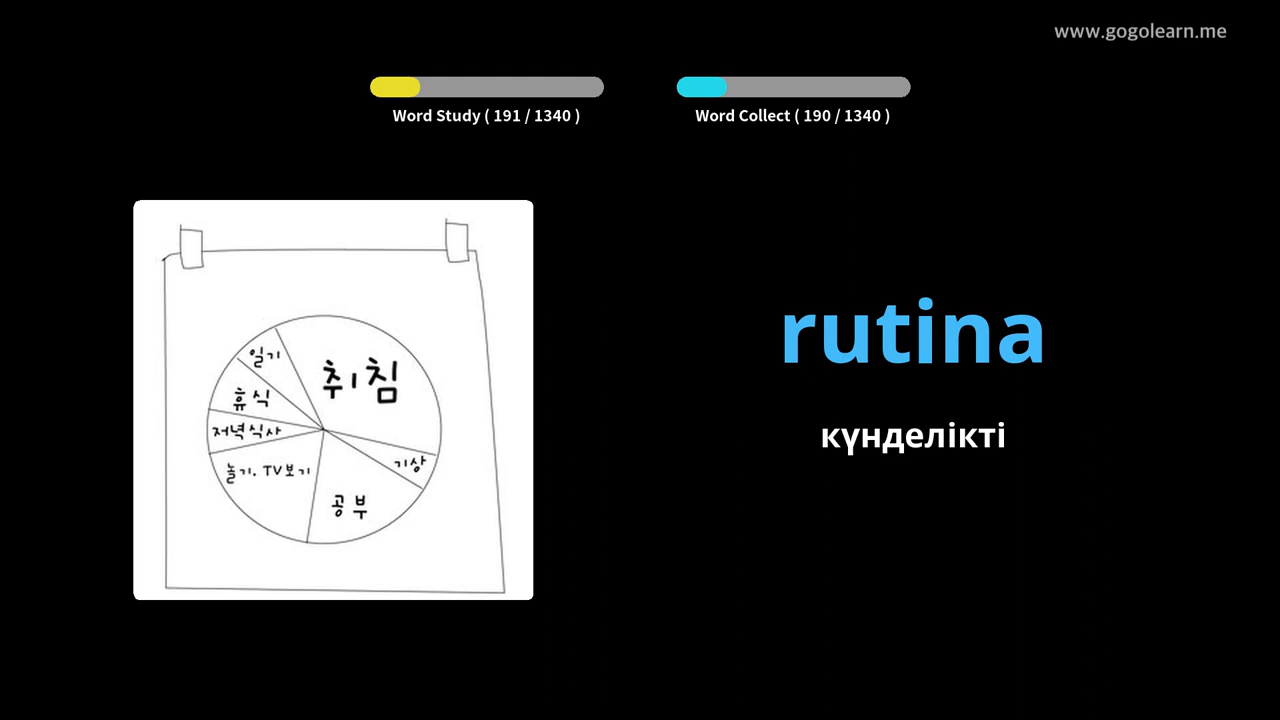 www.gogolearn.me
Word Study ( 191 / 1340 )
Word Collect ( 190 / 1340 )
일기
취침
휴식
저녁식사
놀기. TV보기
기상
공부
rutina
күнделікті